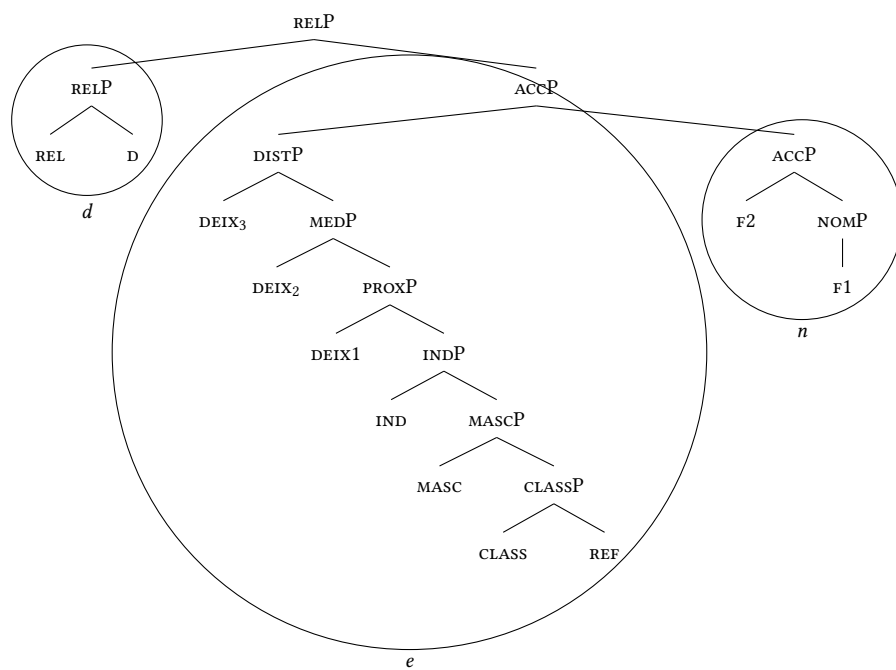 RELP
RELP ACCP
REL D DISTP ACCP
d DEIX₃ MEDP F2 NOMP
DEIX₂ PROXP F1
n
DEIX1 INDP
IND MASCP
MASC CLASSP
CLASS REF
e